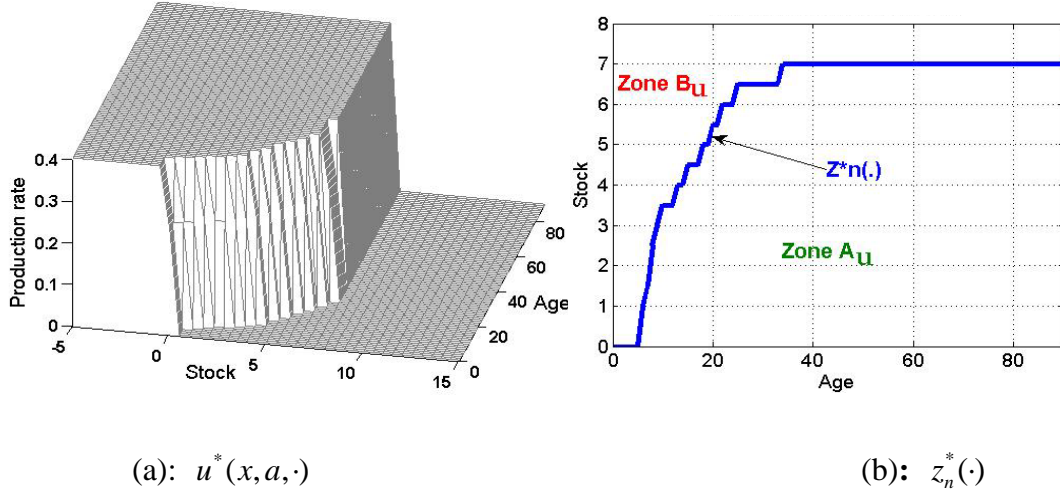 Production rate
0.4
0.3
0.2
0.1
0
-5
0
5
10
15
Stock
0
20
40
60
80
Age
8
7
6
5
4
3
2
1
0
Stock
Zone Bu
Z*n(.)
Zone Au
0
20
40
60
80
Age
(a): u*(x,a,·)
(b): z*n(·)